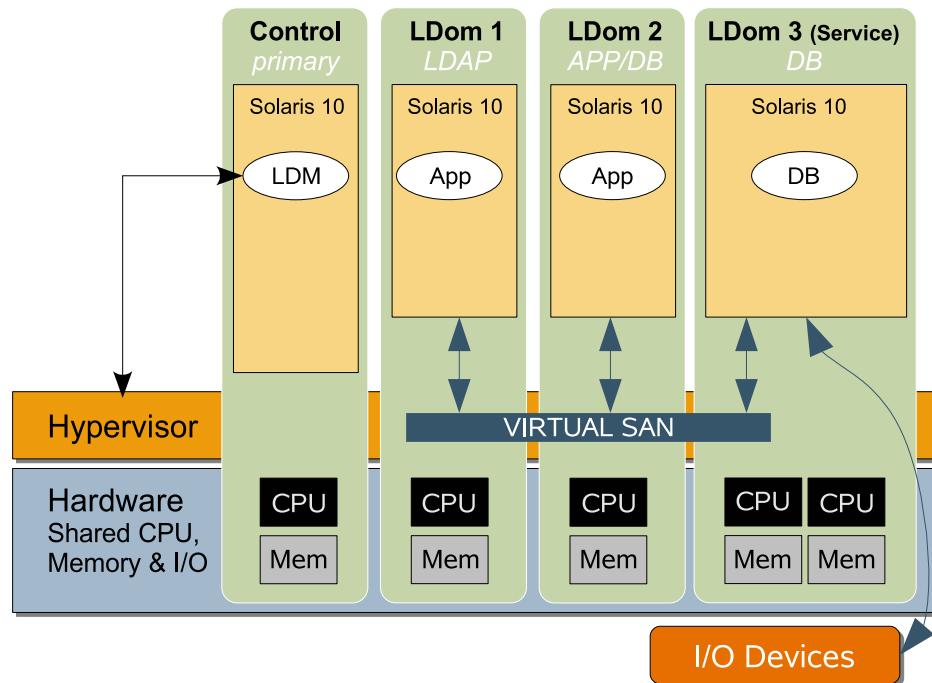 Control
primary
Solaris 10
LDM
LDom 1
LDAP
Solaris 10
App
LDom 2
APP/DB
Solaris 10
App
LDom 3 (Service)
DB
Solaris 10
DB
Hypervisor
VIRTUAL SAN
Hardware
Shared CPU,
Memory & I/O
CPU
Mem
CPU
Mem
CPU
Mem
CPU
CPU
Mem
Mem
I/O Devices